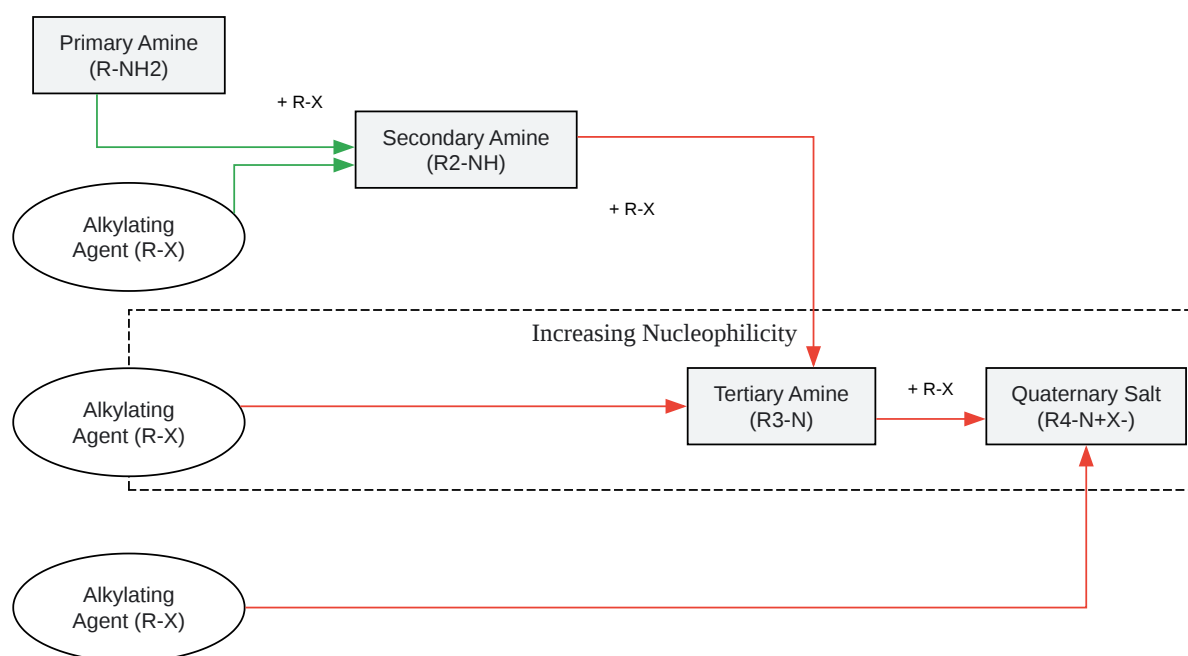 Primary Amine
(R-NH2)
+ R-X
Secondary Amine
(R2-NH)
Alkylating
Agent (R-X)
+ R-X
Increasing Nucleophilicity
Alkylating
Agent (R-X)
Tertiary Amine
(R3-N)
+ R-X
Quaternary Salt
(R4-N+X-)
Alkylating
Agent (R-X)